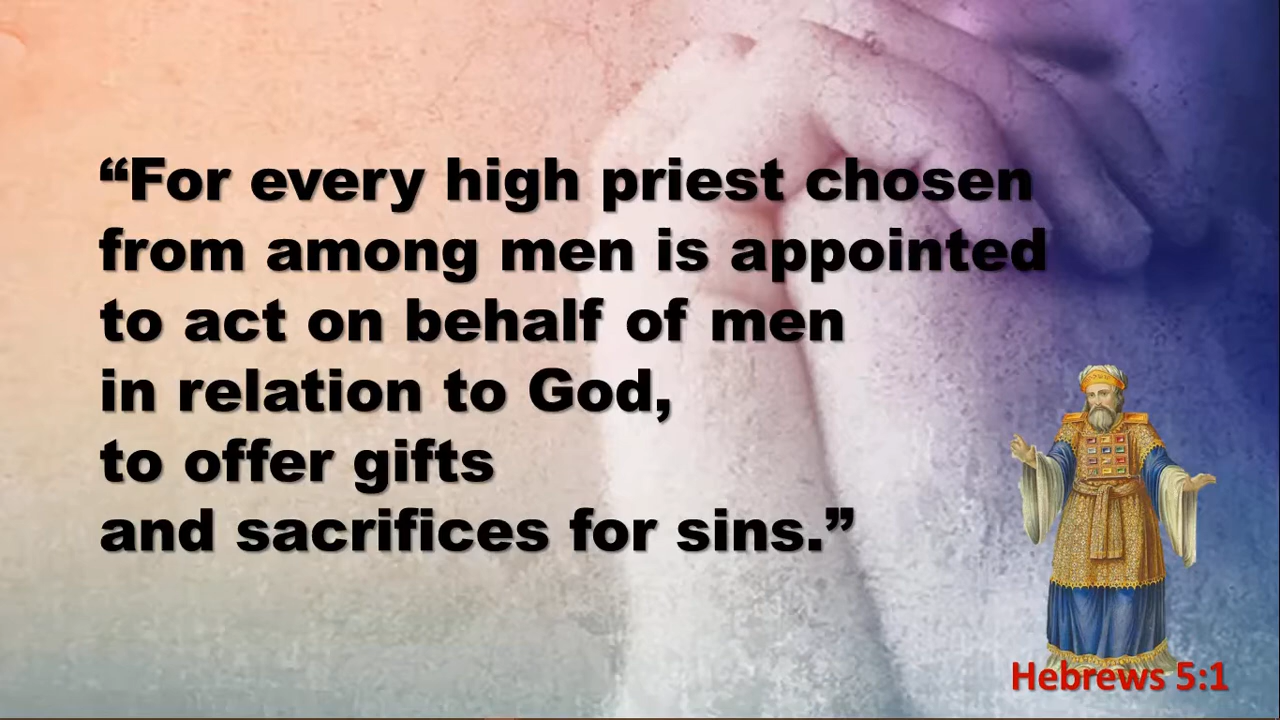 “For every high priest chosen
from among men is appointed
to act on behalf of men
in relation to God,
to offer gifts
and sacrifices for sins.”
Hebrews 5:1